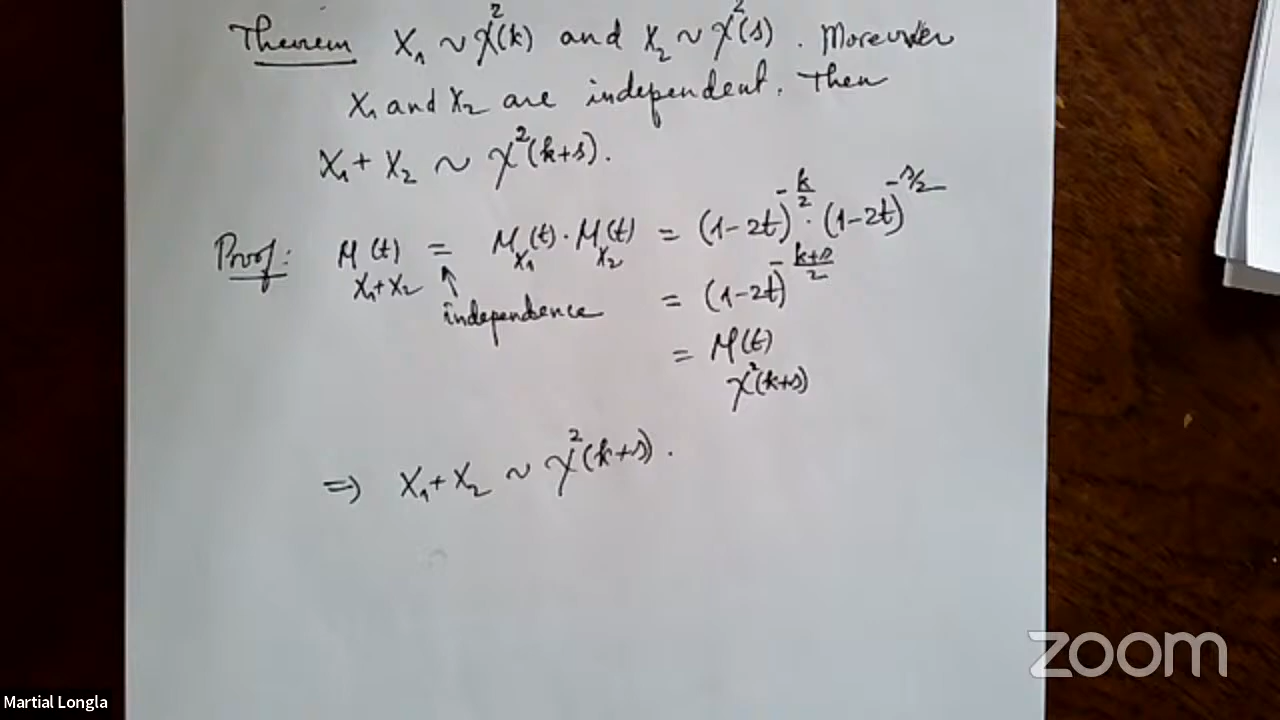 Theorem X₁ ~ χ²(k) and X₂ ~ χ²(s). Moreover
X₁ and X₂ are independent. Then
X₁ + X₂ ~ χ²(k+s).
Proof: M_{X₁+X₂}(t) = M_{X₁}(t) · M_{X₂}(t) = (1-2t)^{-k/2} · (1-2t)^{-s/2}
↑ independence = (1-2t)^{-(k+s)/2}
= M_{χ²(k+s)}(t)
⇒ X₁+X₂ ~ χ²(k+s).
zoom
Martial Longla